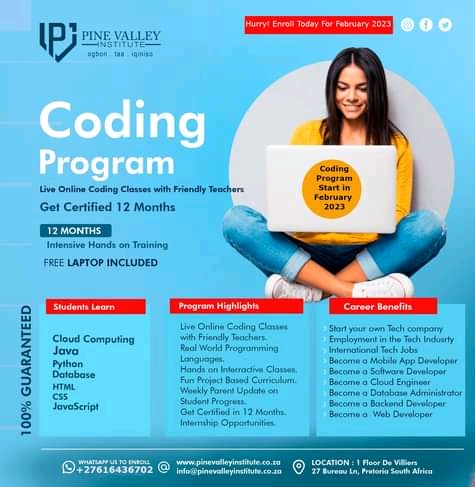 PINE VALLEY
INSTITUTE
ogbon . taa . iqiniso
Hurry! Enroll Today For February 2023
Coding
Program
Live Online Coding Classes with Friendly Teachers
Get Certified 12 Months
12 MONTHS
Intensive Hands on Training
FREE LAPTOP INCLUDED
Coding
Program
Start in
February
2023
100% GUARANTEED
Students Learn
Cloud Computing
Java
Python
Database
HTML
CSS
JavaScript
Program Highlights
Live Online Coding Classes
with Friendly Teachers.
Real World Programming
Languages.
Hands on Interractive Classes.
Fun Project Based Curriculum.
Weekly Parent Update on
Student Progress.
Get Certified in 12 Months.
Internship Opportunities.
Career Benefits
Start your own Tech company
Employment in the Tech Indusrty
International Tech Jobs
Become a Mobile App Developer
Become a Software Developer
Become a Cloud Engineer
Become a Database Administrator
Become a Backend Developer
Become a Web Developer
WHATSAPP US TO ENROLL
+27616436702
www.pinevalleyinstitute.co.za
info@pinevalleyinstitute.co.za
LOCATION : 1 Floor De Villiers
27 Bureau Ln, Pretoria South Africa